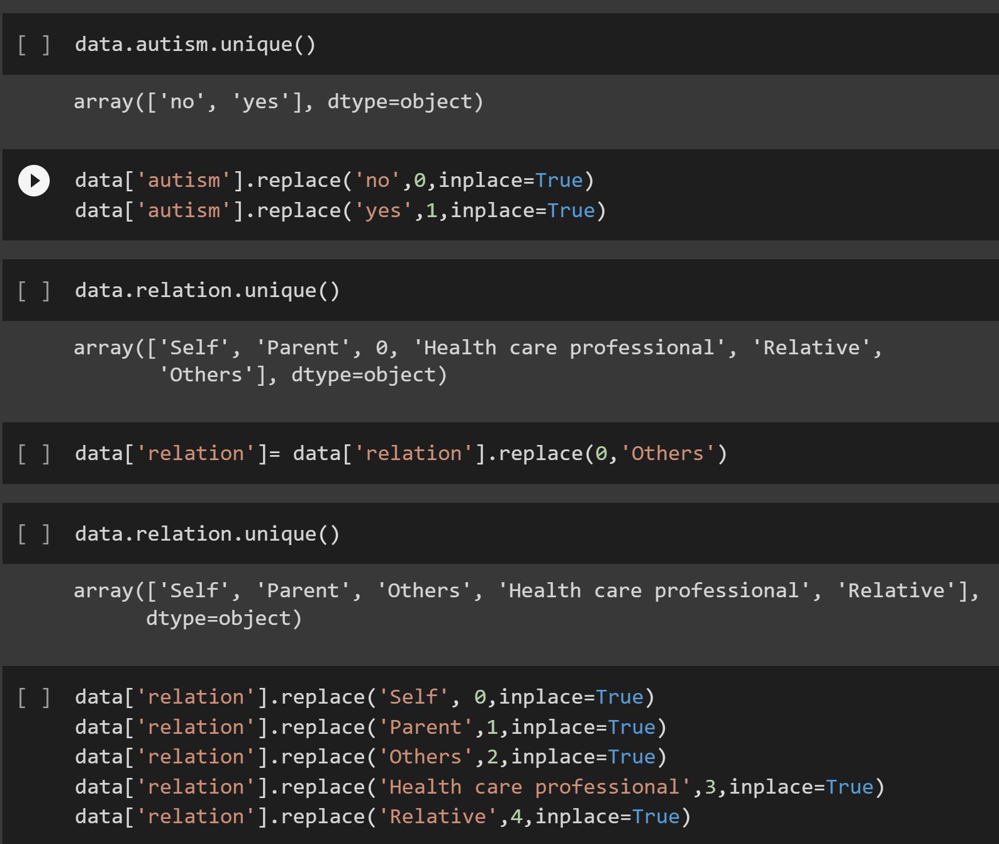 [ ] data.autism.unique()
array(['no', 'yes'], dtype=object)
data['autism'].replace('no',0,inplace=True)
data['autism'].replace('yes',1,inplace=True)
[ ] data.relation.unique()
array(['Self', 'Parent', 0, 'Health care professional', 'Relative',
'Others'], dtype=object)
[ ] data['relation']= data['relation'].replace(0,'Others')
[ ] data.relation.unique()
array(['Self', 'Parent', 'Others', 'Health care professional', 'Relative'],
dtype=object)
[ ] data['relation'].replace('Self', 0,inplace=True)
data['relation'].replace('Parent',1,inplace=True)
data['relation'].replace('Others',2,inplace=True)
data['relation'].replace('Health care professional',3,inplace=True)
data['relation'].replace('Relative',4,inplace=True)